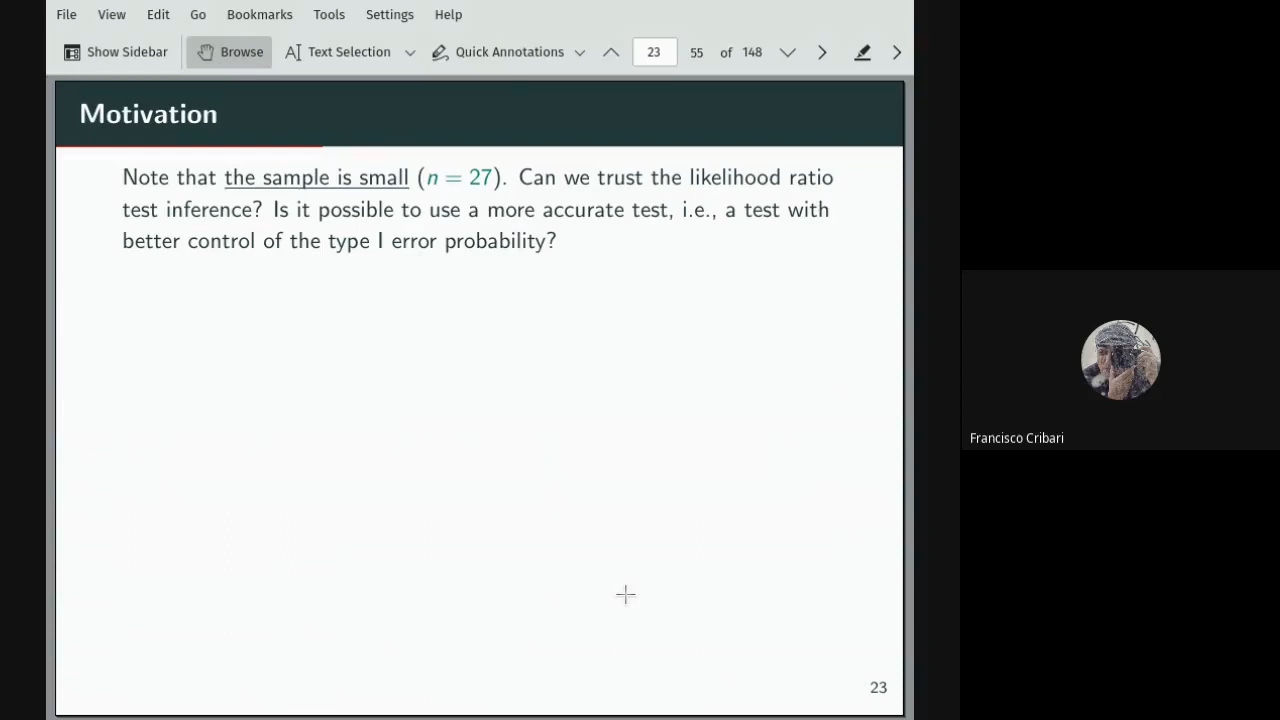 File View Edit Go Bookmarks Tools Settings Help
Show Sidebar Browse Text Selection Quick Annotations 23 55 of 148
Motivation
Note that the sample is small (n = 27). Can we trust the likelihood ratio
test inference? Is it possible to use a more accurate test, i.e., a test with
better control of the type I error probability?
Francisco Cribari
23